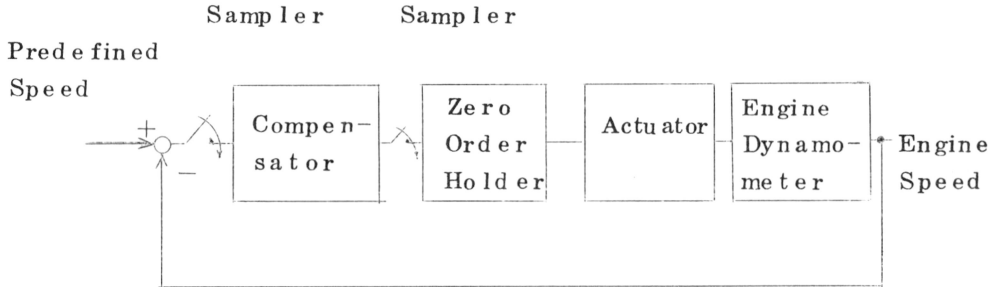 Sampler Sampler
Predefined
Speed
+
−
Compen-
sator
Zero
Order
Holder
Actuator
Engine
Dynamo-
meter
Engine
Speed